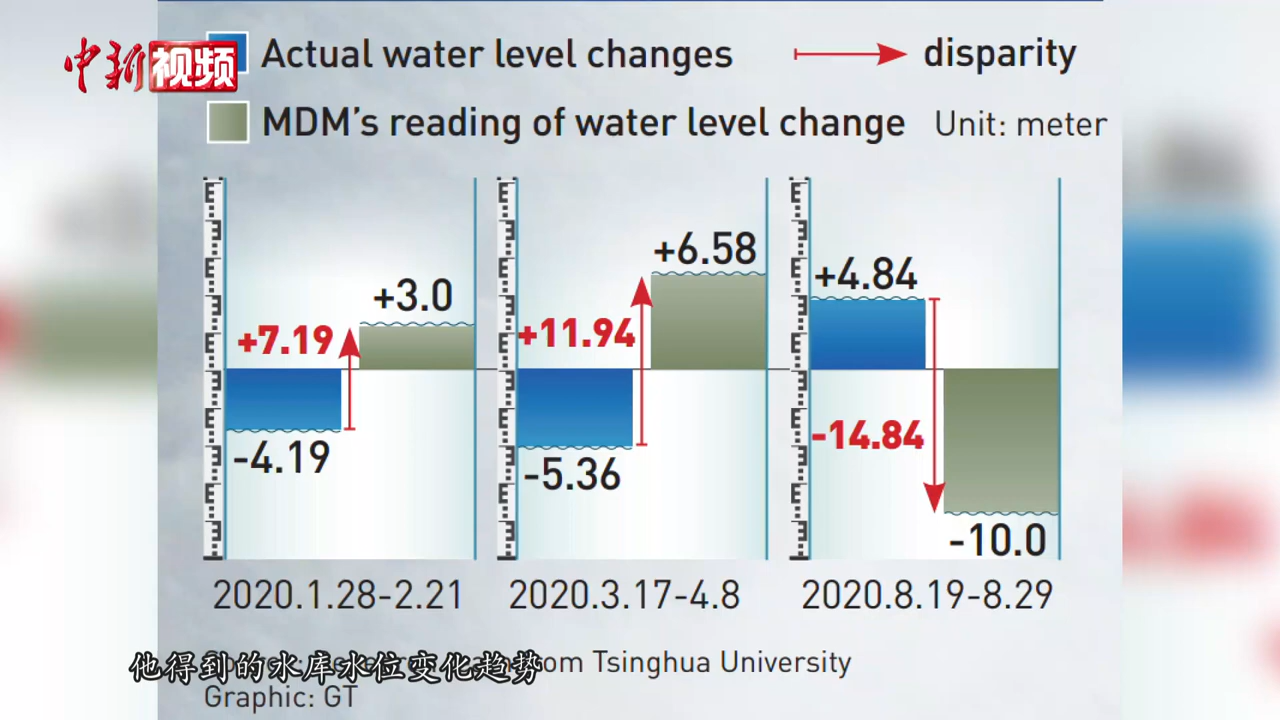 中新视频
Actual water level changes
disparity
MDM's reading of water level change
Unit: meter
+3.0
+7.19
-4.19
+6.58
+11.94
-5.36
+4.84
-14.84
-10.0
2020.1.28-2.21
2020.3.17-4.8
2020.8.19-8.29
他得到的水库水位变化趋势
Tsinghua University
Graphic: GT